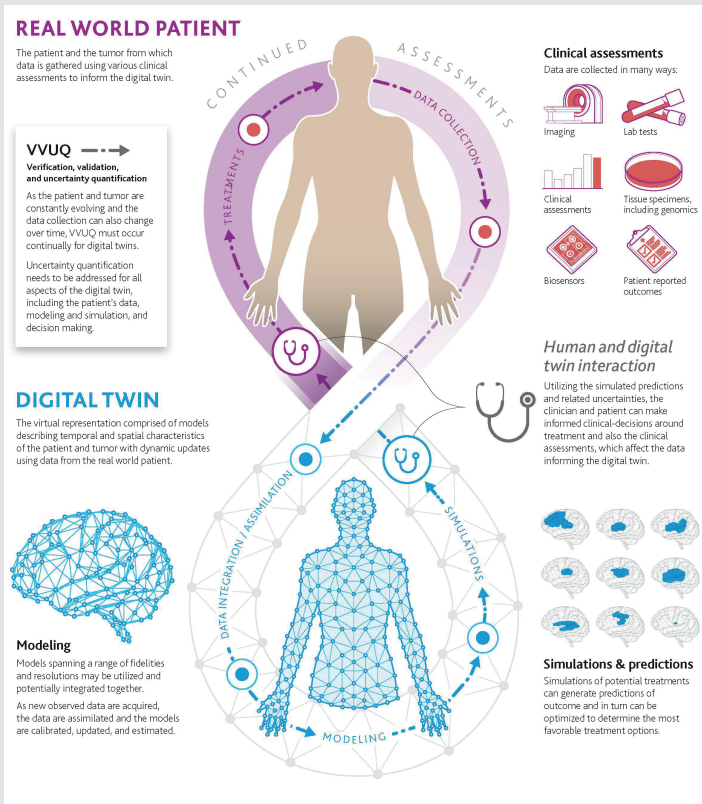 REAL WORLD PATIENT
The patient and the tumor from which
data is gathered using various clinical
assessments to inform the digital twin.
CONTINUED ASSESSMENTS
DATA COLLECTION
TREATMENTS
VVUQ
Verification, validation,
and uncertainty quantification
As the patient and tumor are
constantly evolving and the
data collection can also change
over time, VVUQ must occur
continually for digital twins.
Uncertainty quantification
needs to be addressed for all
aspects of the digital twin,
including the patient's data,
modeling and simulation, and
decision making.
Clinical assessments
Data are collected in many ways:
Imaging
Lab tests
Clinical
assessments
Tissue specimens,
including genomics
Biosensors
Patient reported
outcomes
Human and digital
twin interaction
Utilizing the simulated predictions
and related uncertainties, the
clinician and patient can make
informed clinical-decisions around
treatment and also the clinical
assessments, which affect the data
informing the digital twin.
DIGITAL TWIN
The virtual representation comprised of models
describing temporal and spatial characteristics
of the patient and tumor with dynamic updates
using data from the real world patient.
DATA INTEGRATION / ASSIMILATION
SIMULATIONS
MODELING
Modeling
Models spanning a range of fidelities
and resolutions may be utilized and
potentially integrated together.
As new observed data are acquired,
the data are assimilated and the models
are calibrated, updated, and estimated.
Simulations & predictions
Simulations of potential treatments
can generate predictions of
outcome and in turn can be
optimized to determine the most
favorable treatment options.